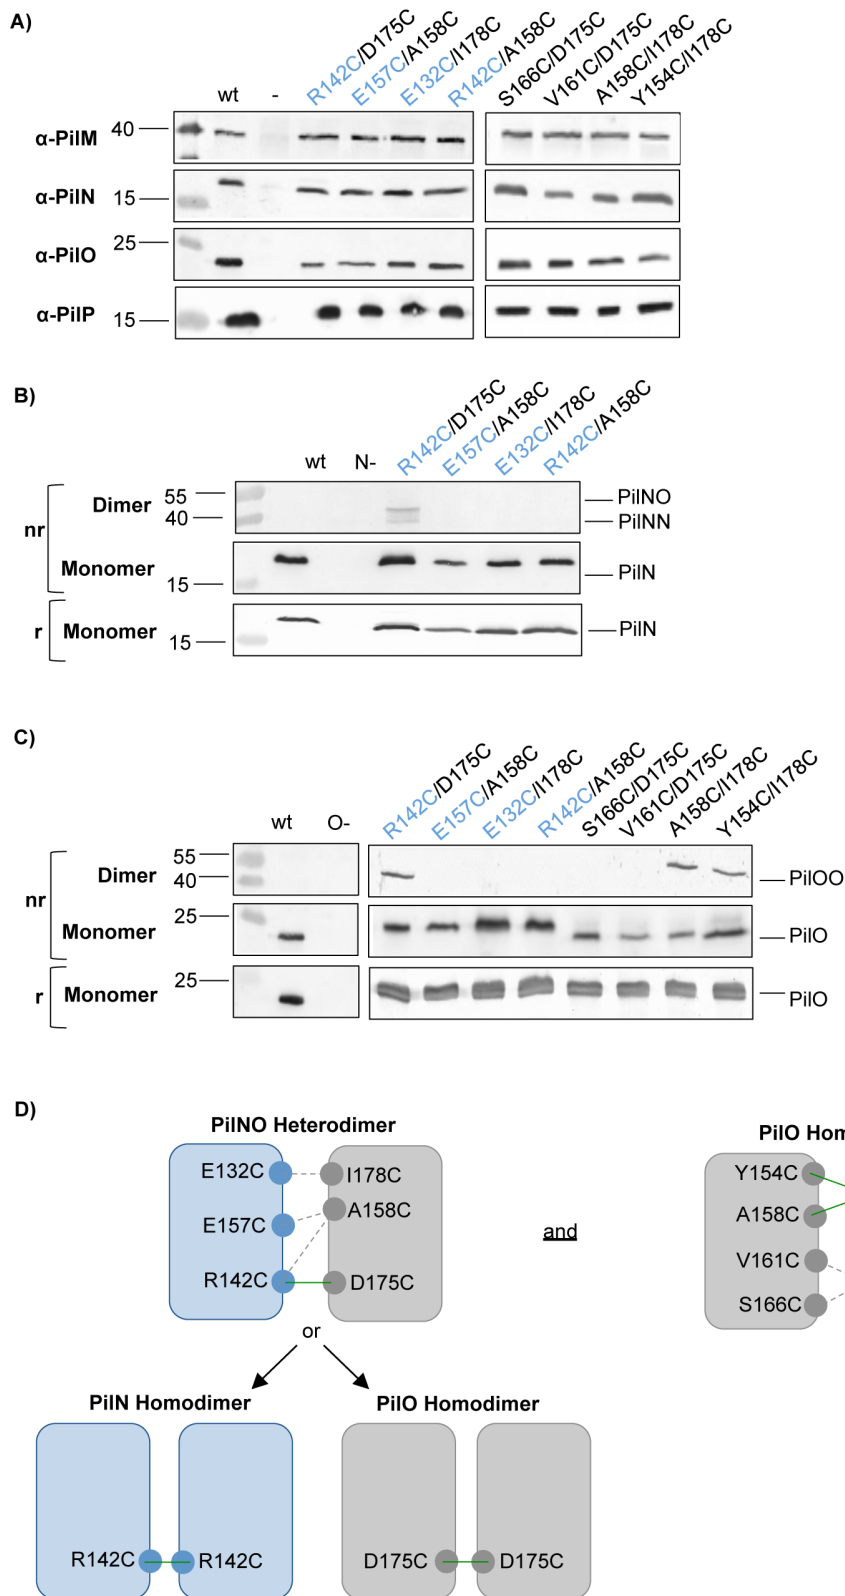 A)
wt
-
R142C/D175C
E157C/A158C
E132C/I178C
R142C/A158C
S166C/D175C
V161C/D175C
A158C/I178C
Y154C/I178C
α-PilM
40
α-PilN
15
α-PilO
25
α-PilP
15
B)
wt
N-
R142C/D175C
E157C/A158C
E132C/I178C
R142C/A158C
nr
Dimer
55
40
PilNO
PilNN
Monomer
15
PilN
r
Monomer
15
PilN
C)
wt
O-
R142C/D175C
E157C/A158C
E132C/I178C
R142C/A158C
S166C/D175C
V161C/D175C
A158C/I178C
Y154C/I178C
nr
Dimer
55
40
PilOO
Monomer
25
PilO
r
Monomer
25
PilO
D)
PilNO Heterodimer
E132C
I178C
A158C
E157C
R142C
D175C
and
PilO Hom
Y154C
A158C
V161C
S166C
or
PilN Homodimer
PilO Homodimer
R142C
R142C
D175C
D175C